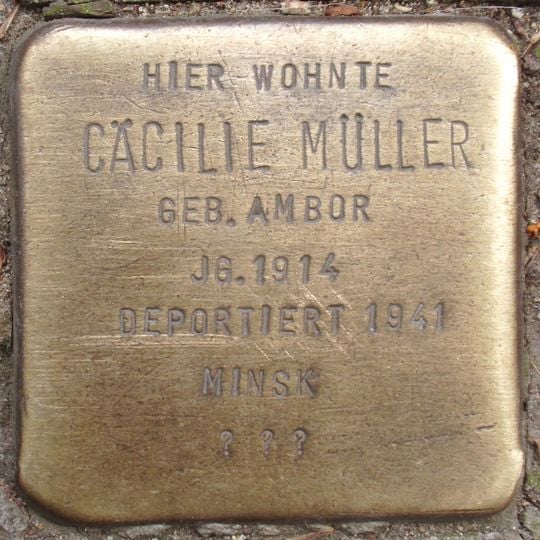 HIER WOHNTE
CÄCILIE MÜLLER
GEB. AMBOR
JG. 1914
DEPORTIERT 1941
MINSK
? ? ?